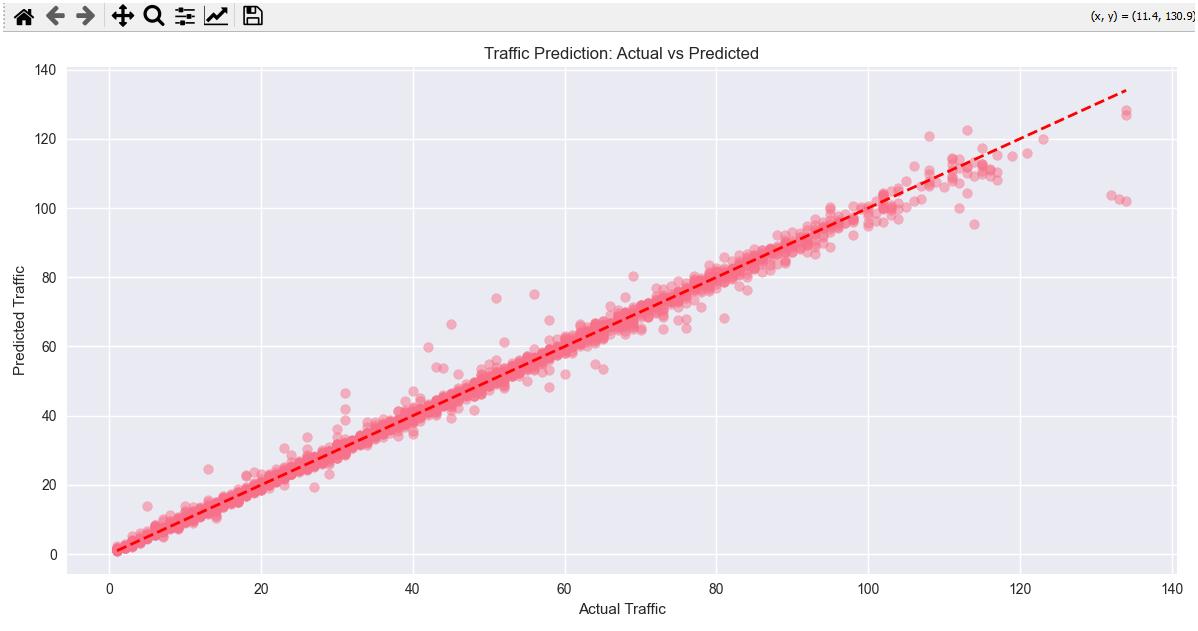 (x, y) = (11.4, 130.9)
Traffic Prediction: Actual vs Predicted
140
120
100
80
60
40
20
0
Predicted Traffic
0 20 40 60 80 100 120 140
Actual Traffic